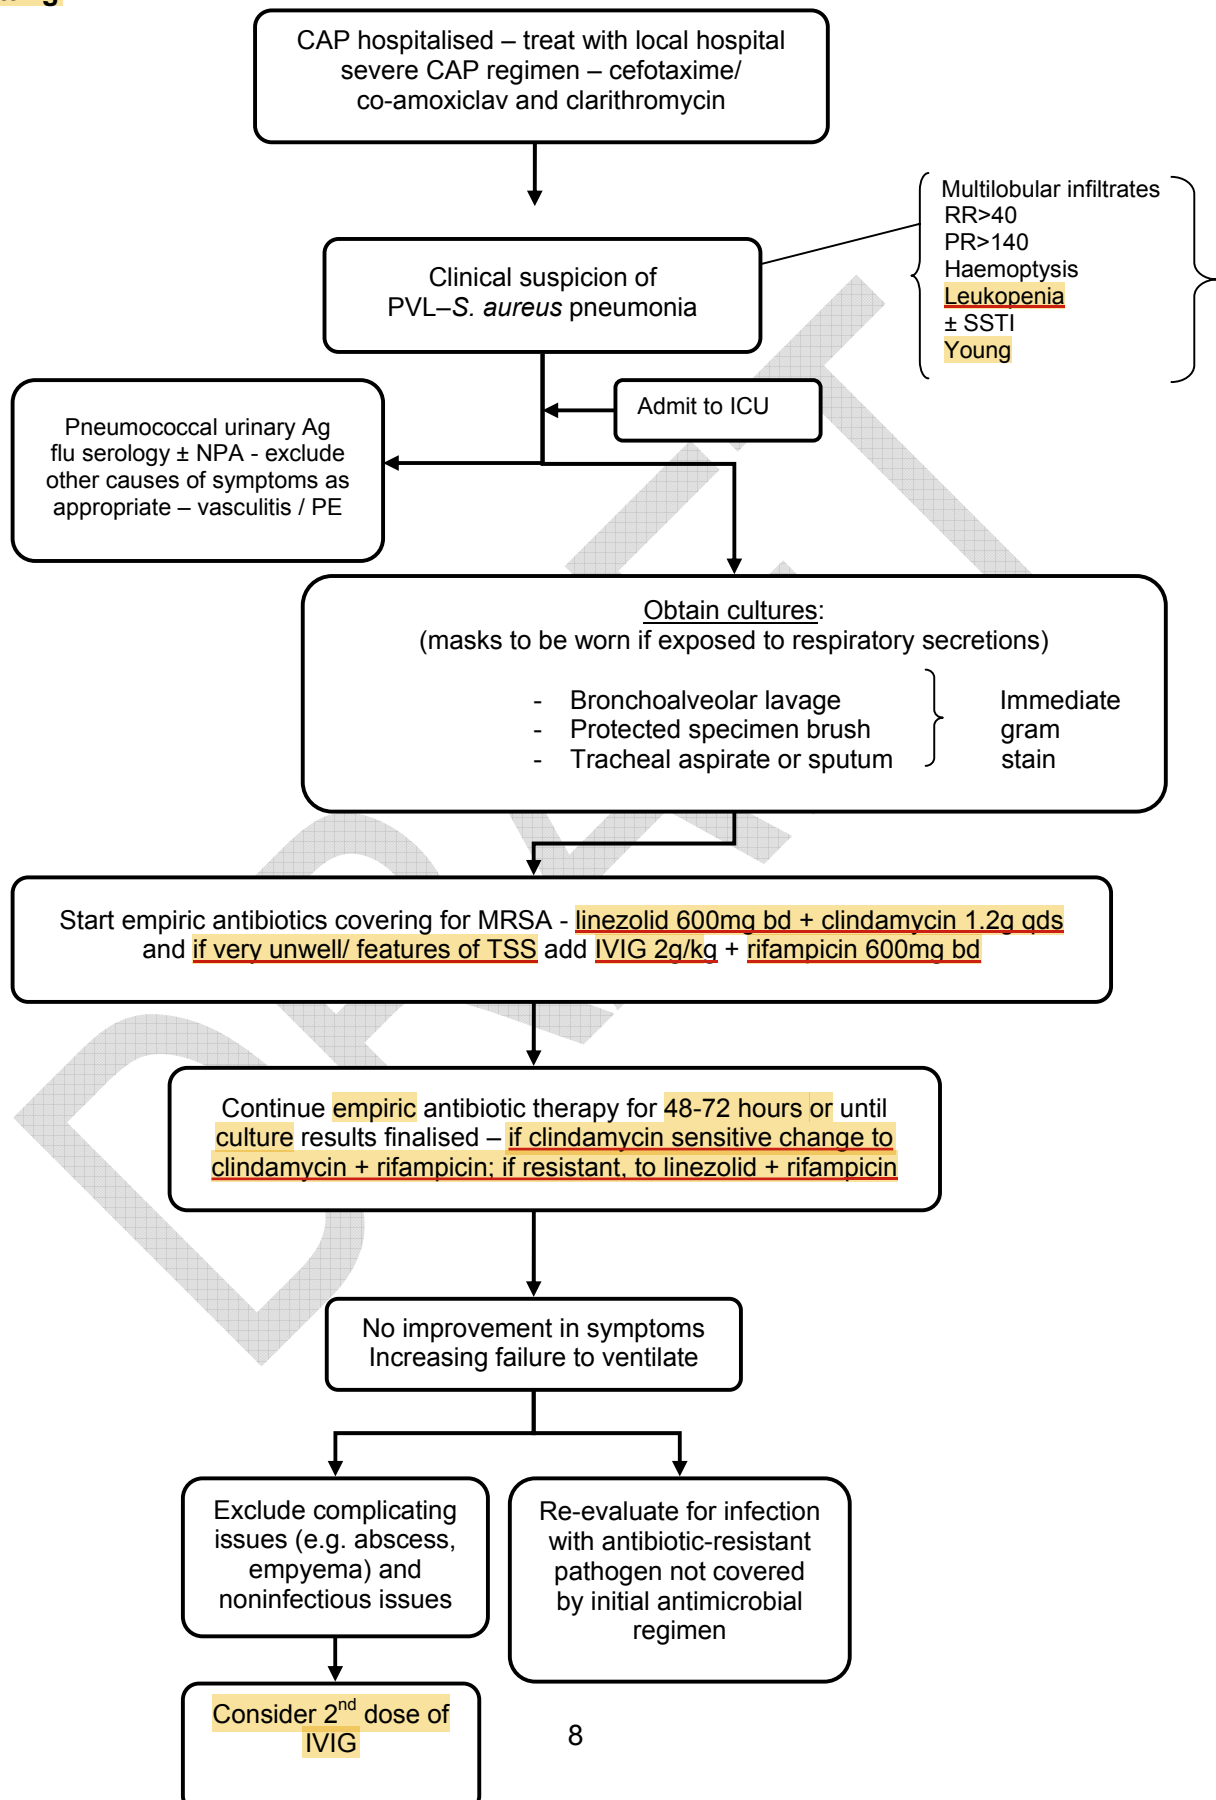 CAP hospitalised – treat with local hospital
severe CAP regimen – cefotaxime/
co-amoxiclav and clarithromycin
Multilobular infiltrates
RR>40
PR>140
Haemoptysis
Leukopenia
± SSTI
Young
Clinical suspicion of
PVL–S. aureus pneumonia
Admit to ICU
Pneumococcal urinary Ag
flu serology ± NPA - exclude
other causes of symptoms as
appropriate – vasculitis / PE
Obtain cultures:
(masks to be worn if exposed to respiratory secretions)
- Bronchoalveolar lavage
- Protected specimen brush
- Tracheal aspirate or sputum
Immediate
gram
stain
Start empiric antibiotics covering for MRSA - linezolid 600mg bd + clindamycin 1.2g qds
and if very unwell/ features of TSS add IVIG 2g/kg + rifampicin 600mg bd
Continue empiric antibiotic therapy for 48-72 hours or until
culture results finalised – if clindamycin sensitive change to
clindamycin + rifampicin; if resistant, to linezolid + rifampicin
No improvement in symptoms
Increasing failure to ventilate
Exclude complicating
issues (e.g. abscess,
empyema) and
noninfectious issues
Re-evaluate for infection
with antibiotic-resistant
pathogen not covered
by initial antimicrobial
regimen
Consider 2nd dose of
IVIG
8
DRAFT